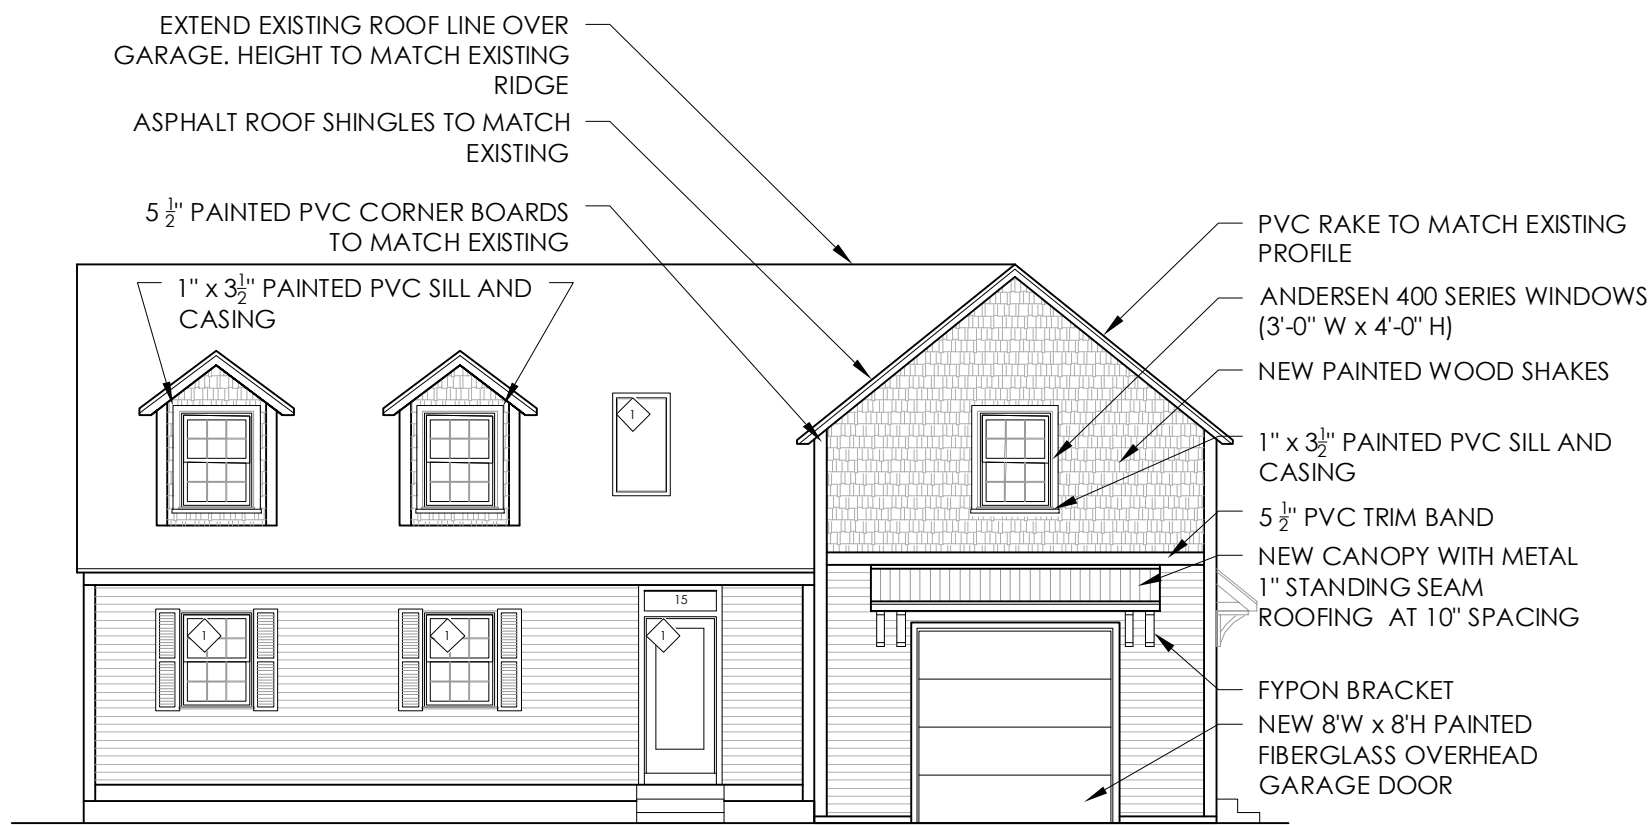 EXTEND EXISTING ROOF LINE OVER
GARAGE. HEIGHT TO MATCH EXISTING
RIDGE
ASPHALT ROOF SHINGLES TO MATCH
EXISTING
5 1/2" PAINTED PVC CORNER BOARDS
TO MATCH EXISTING
1" x 3 1/2" PAINTED PVC SILL AND
CASING
PVC RAKE TO MATCH EXISTING
PROFILE
ANDERSEN 400 SERIES WINDOWS
(3'-0" W x 4'-0" H)
NEW PAINTED WOOD SHAKES
1" x 3 1/2" PAINTED PVC SILL AND
CASING
5 1/2" PVC TRIM BAND
NEW CANOPY WITH METAL
1" STANDING SEAM
ROOFING AT 10" SPACING
FYPON BRACKET
NEW 8'W x 8'H PAINTED
FIBERGLASS OVERHEAD
GARAGE DOOR
1
15
1
1
1